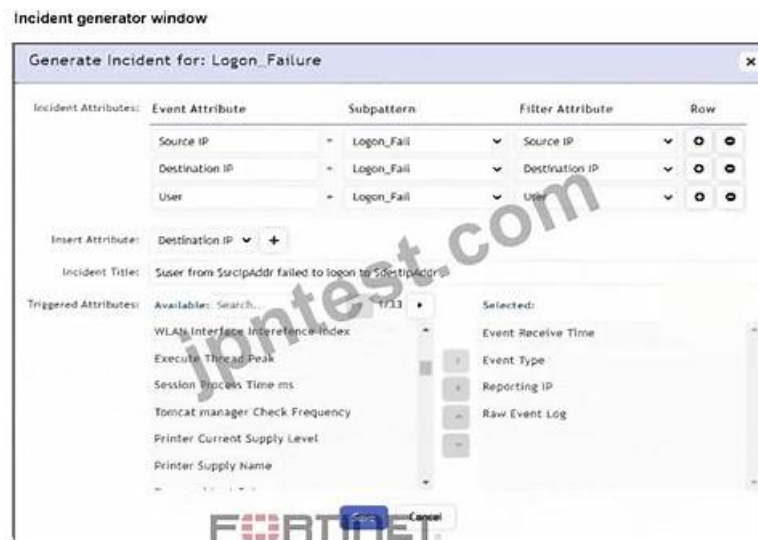 Incident generator window
Generate Incident for: Logon_Failure ×
Incident Attributes: Event Attribute Subpattern Filter Attribute Row
Source IP = Logon_Fail Source IP
Destination IP = Logon_Fail Destination IP
User = Logon_Fail User
Insert Attribute: Destination IP +
Incident Title: $user from $srcIpAddr failed to logon to $destIpAddr
Triggered Attributes: Available: Search... 1/33 Selected:
WLAN Interface Interefence Index
Event Receive Time
Execute Thread Peak
Event Type
Session Process Time ms
Reporting IP
Tomcat manager Check Frequency
Raw Event Log
Printer Current Supply Level
Printer Supply Name
Save Cancel
FORTINET
jpntest.com